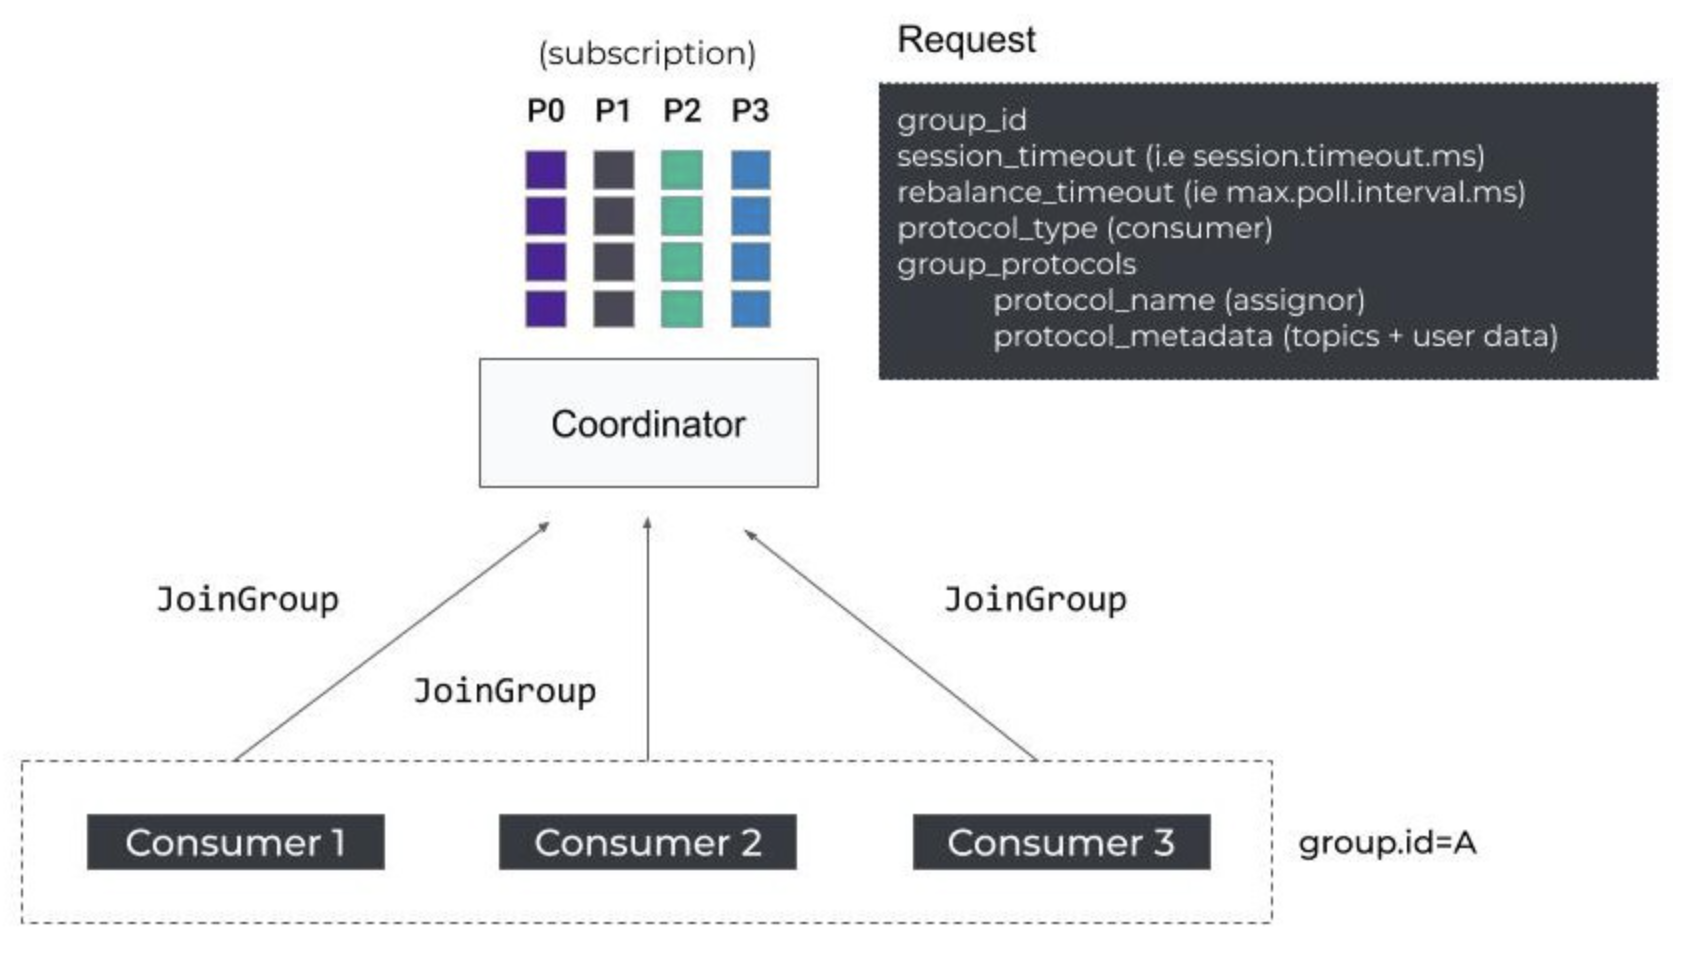 (subscription)
P0 P1 P2 P3
Request
group_id
session_timeout (i.e session.timeout.ms)
rebalance_timeout (ie max.poll.interval.ms)
protocol_type (consumer)
group_protocols
protocol_name (assignor)
protocol_metadata (topics + user data)
Coordinator
JoinGroup
JoinGroup
JoinGroup
Consumer 1
Consumer 2
Consumer 3
group.id=A